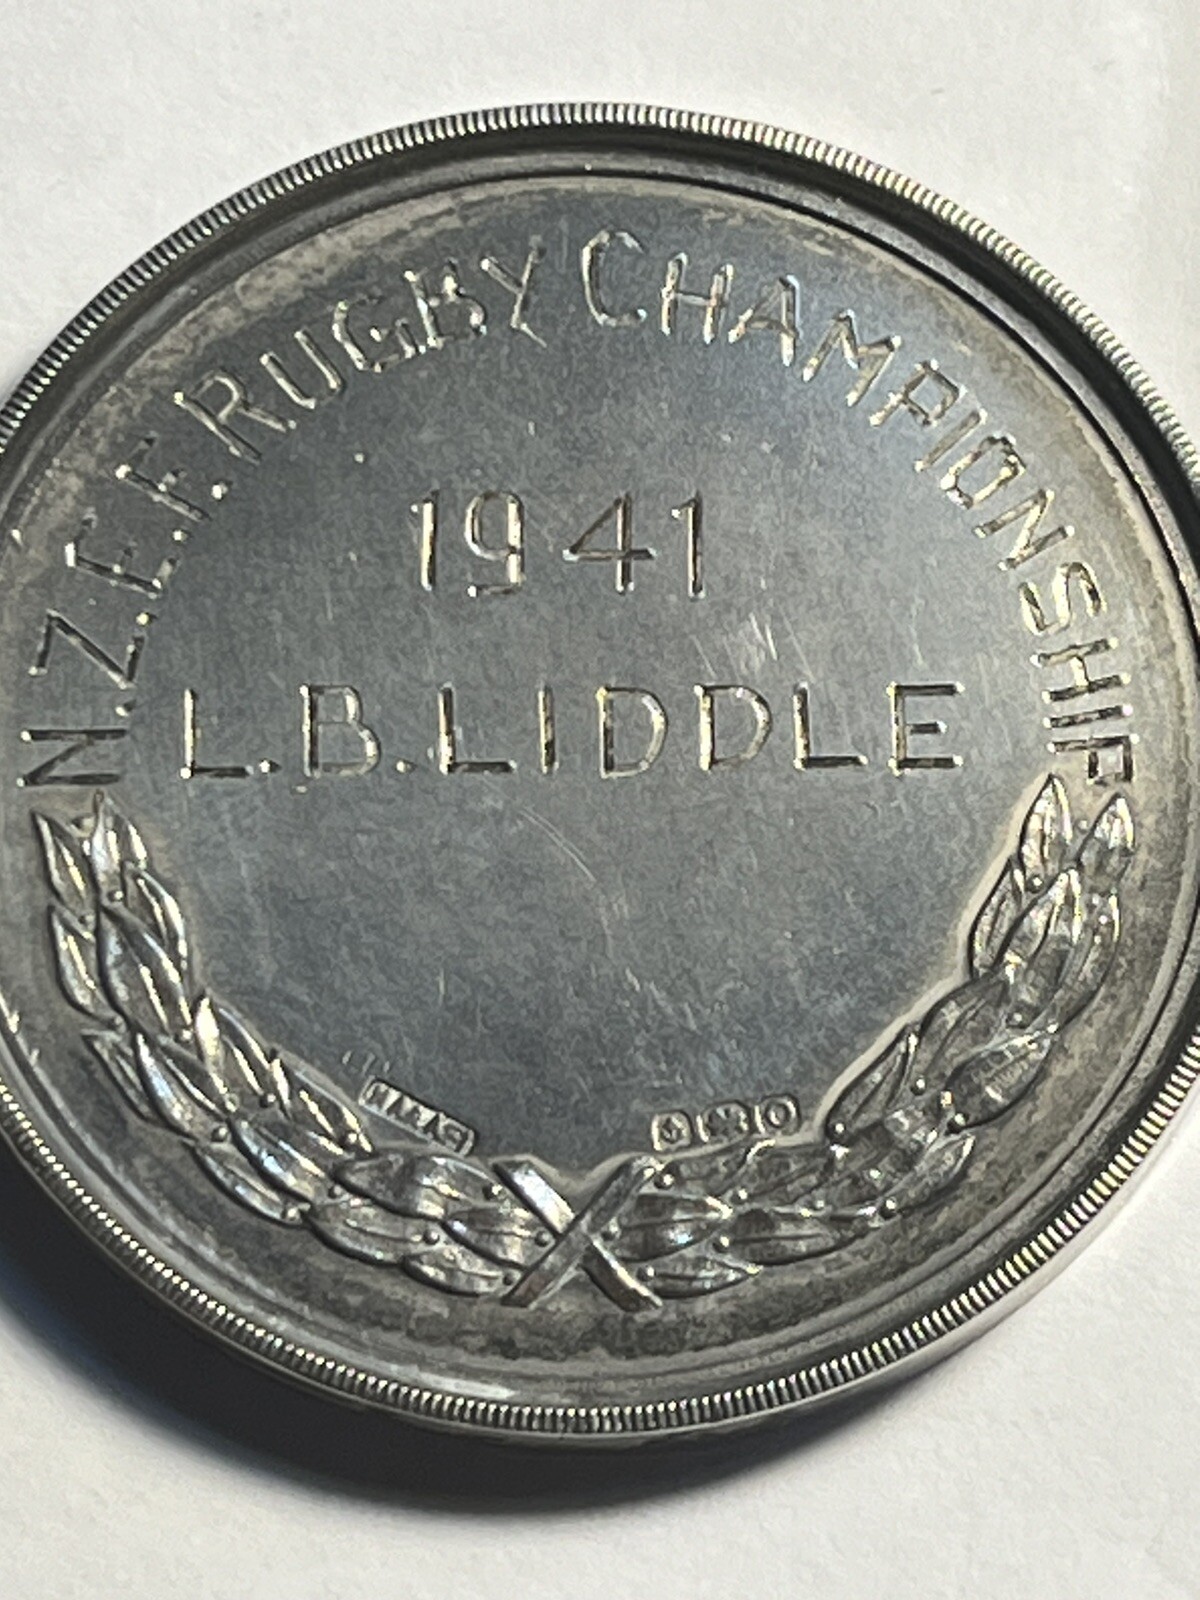 N.Z.E.F. RUGBY CHAMPIONSHIP
1941
L.B.LIDDLE